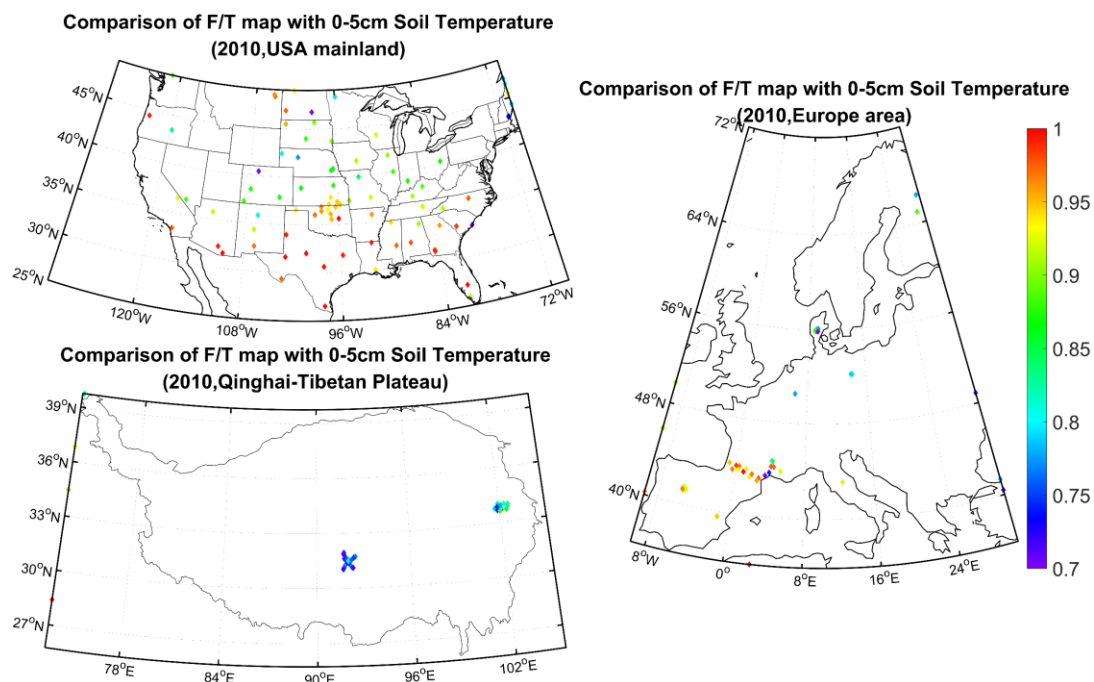 Comparison of F/T map with 0-5cm Soil Temperature
(2010,USA mainland)
45°N
40°N
35°N
30°N
25°N
120°W
108°W
96°W
84°W
72°W
Comparison of F/T map with 0-5cm Soil Temperature
(2010,Qinghai-Tibetan Plateau)
39°N
36°N
33°N
30°N
27°N
78°E
84°E
90°E
96°E
102°E
Comparison of F/T map with 0-5cm Soil Temperature
(2010,Europe area)
72°N
64°N
56°N
48°N
40°N
8°W
0°
8°E
16°E
24°E
1
0.95
0.9
0.85
0.8
0.75
0.7